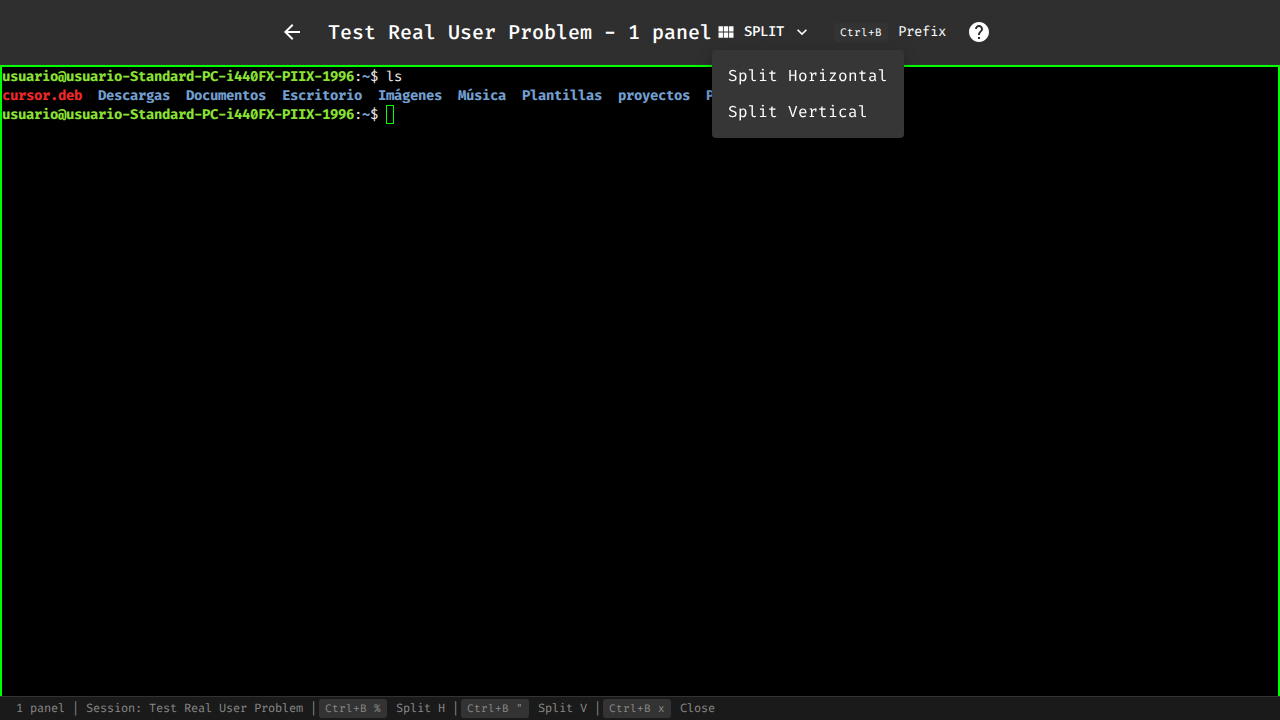 Test Real User Problem - 1 panel SPLIT Ctrl+B Prefix
Split Horizontal
Split Vertical
usuario@usuario-Standard-PC-i440FX-PIIX-1996:~$ ls
cursor.deb Descargas Documentos Escritorio Imágenes Música Plantillas proyectos
usuario@usuario-Standard-PC-i440FX-PIIX-1996:~$
1 panel | Session: Test Real User Problem | Ctrl+B % Split H | Ctrl+B " Split V | Ctrl+B x Close